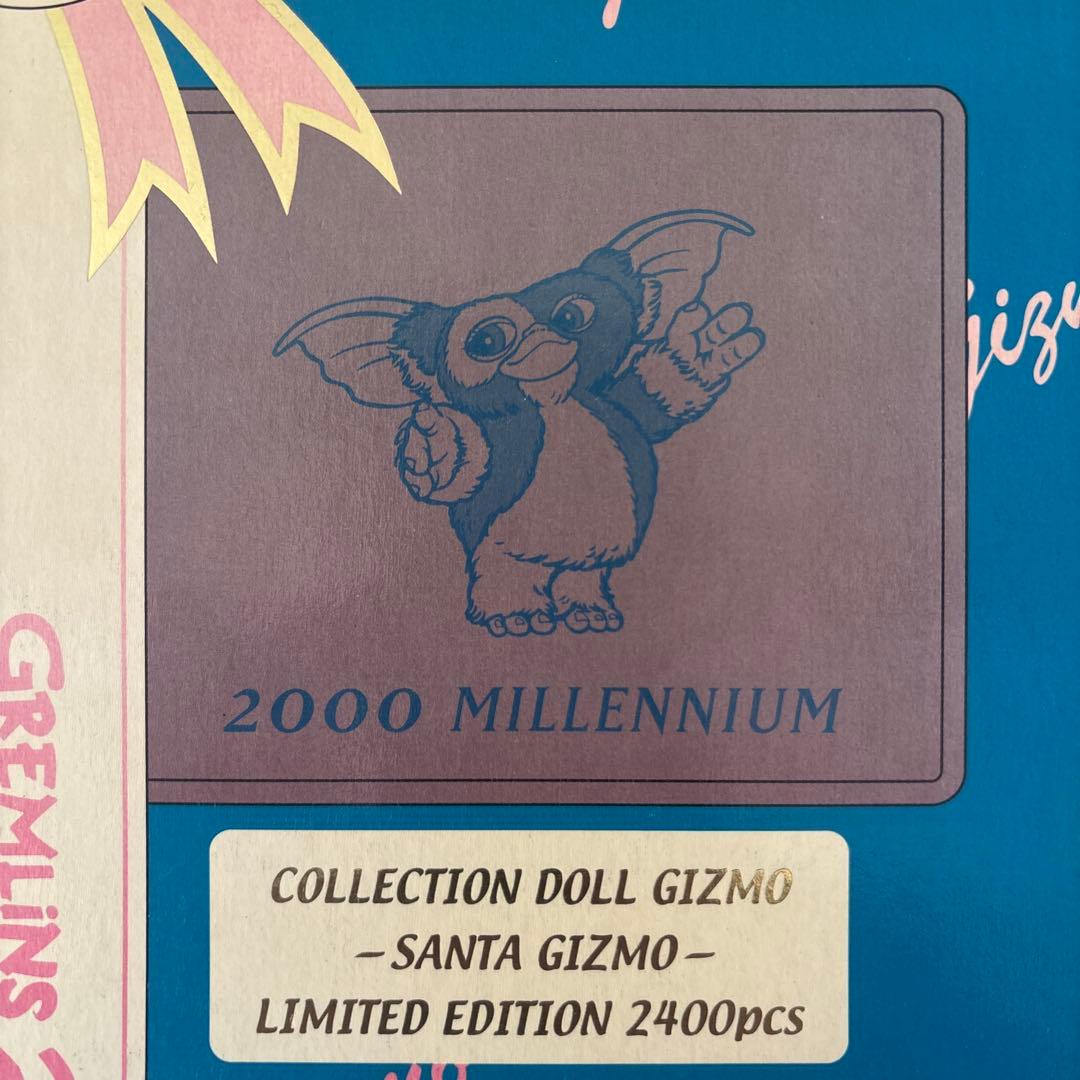 2000 MILLENNIUM
COLLECTION DOLL GIZMO
–SANTA GIZMO–
LIMITED EDITION 2400pcs
GREMLiNS